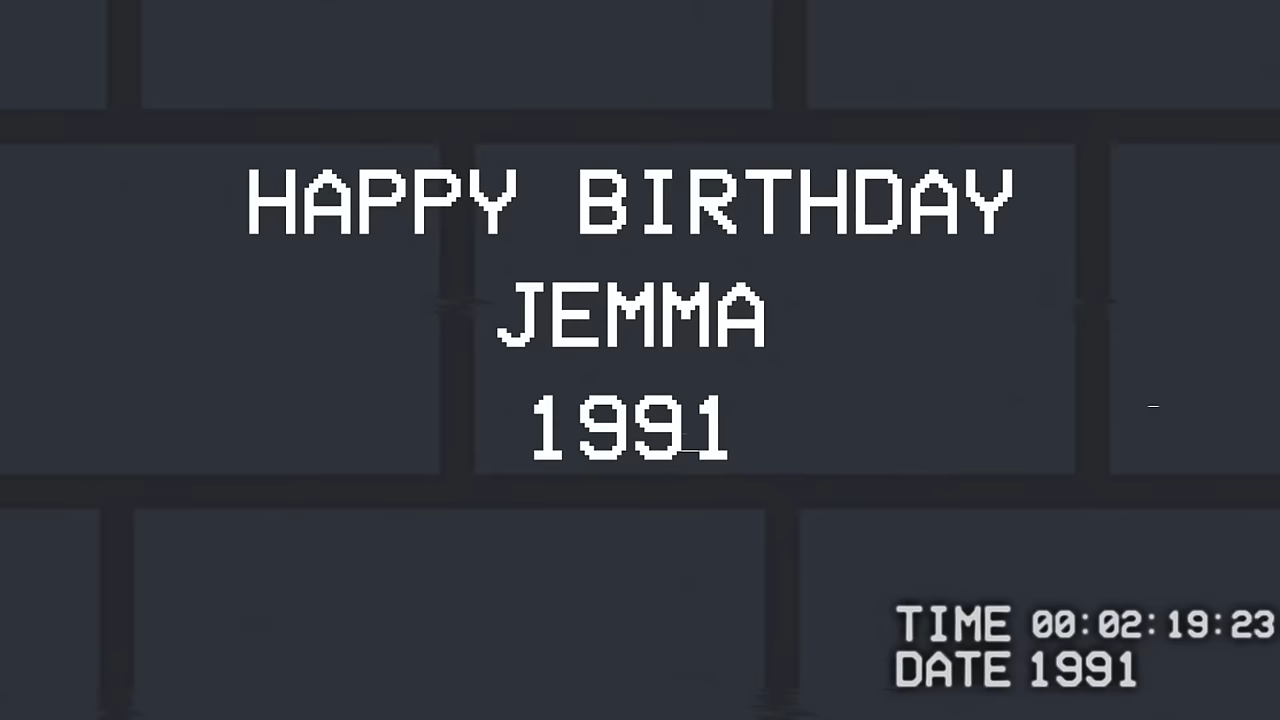 HAPPY BIRTHDAY
JEMMA
1991
TIME 00:02:19:23
DATE 1991